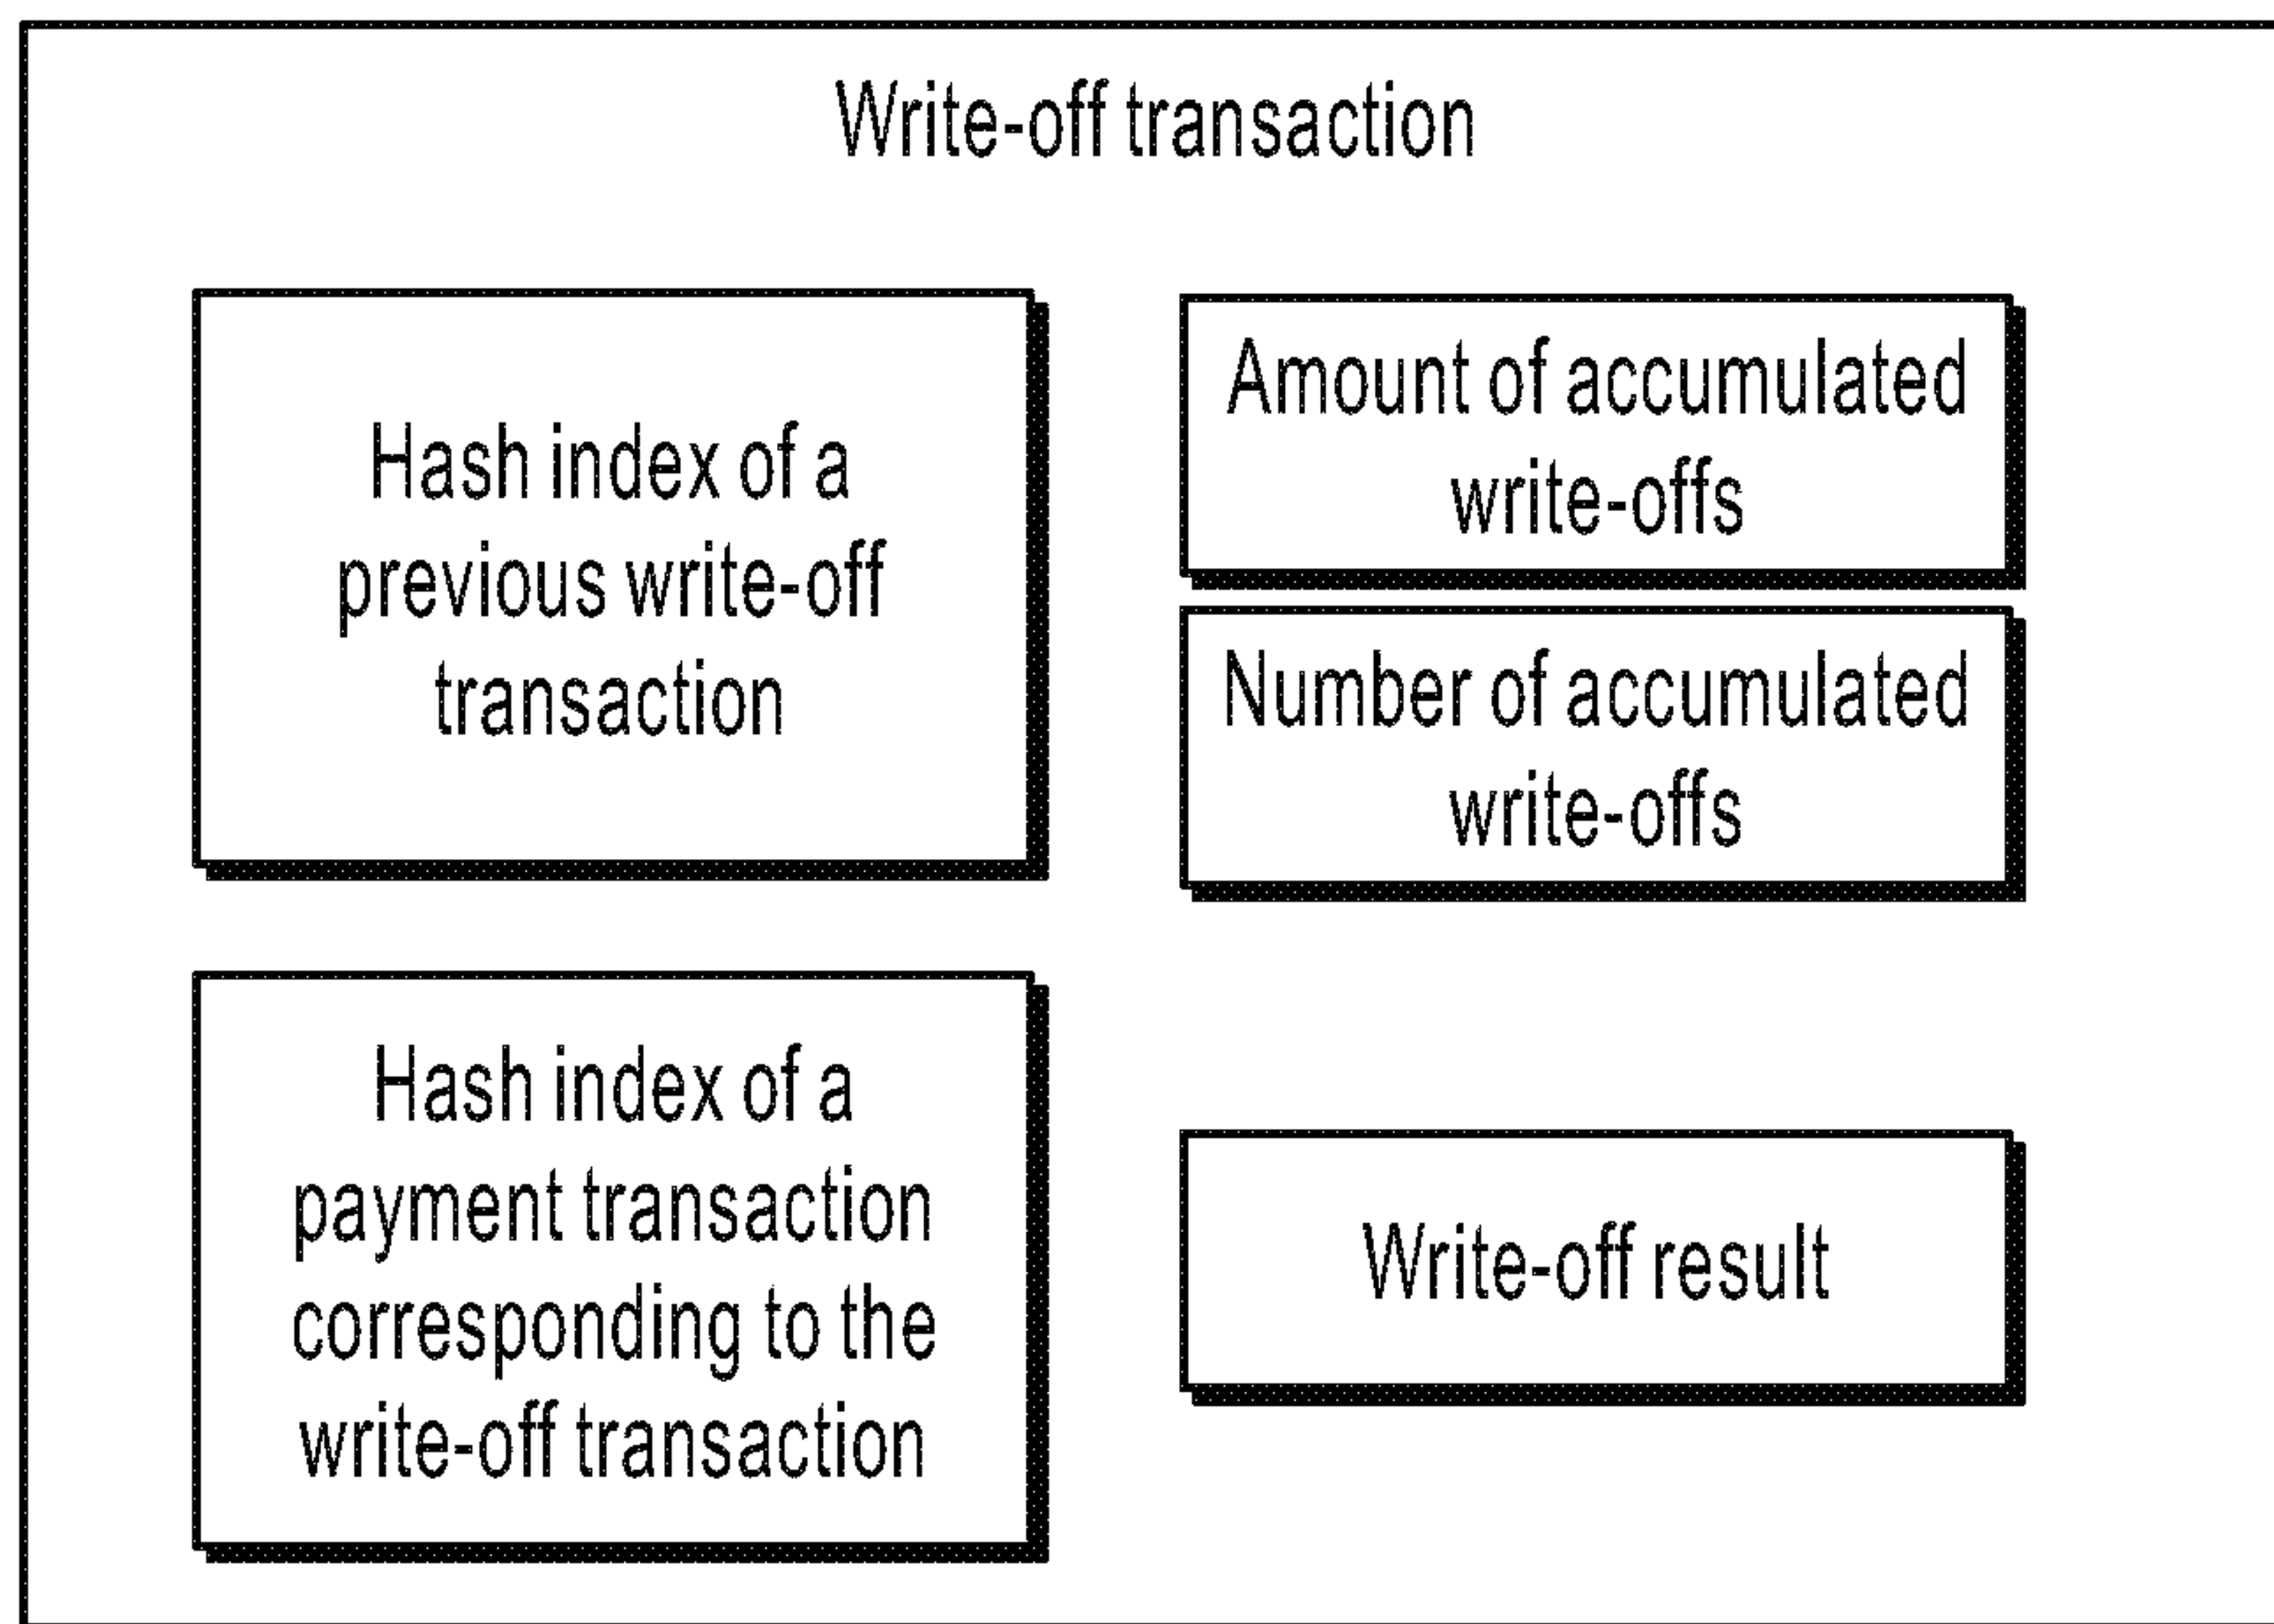 Write-off transaction
Hash index of a
previous write-off
transaction
Amount of accumulated
write-offs
Number of accumulated
write-offs
Hash index of a
payment transaction
corresponding to the
write-off transaction
Write-off result